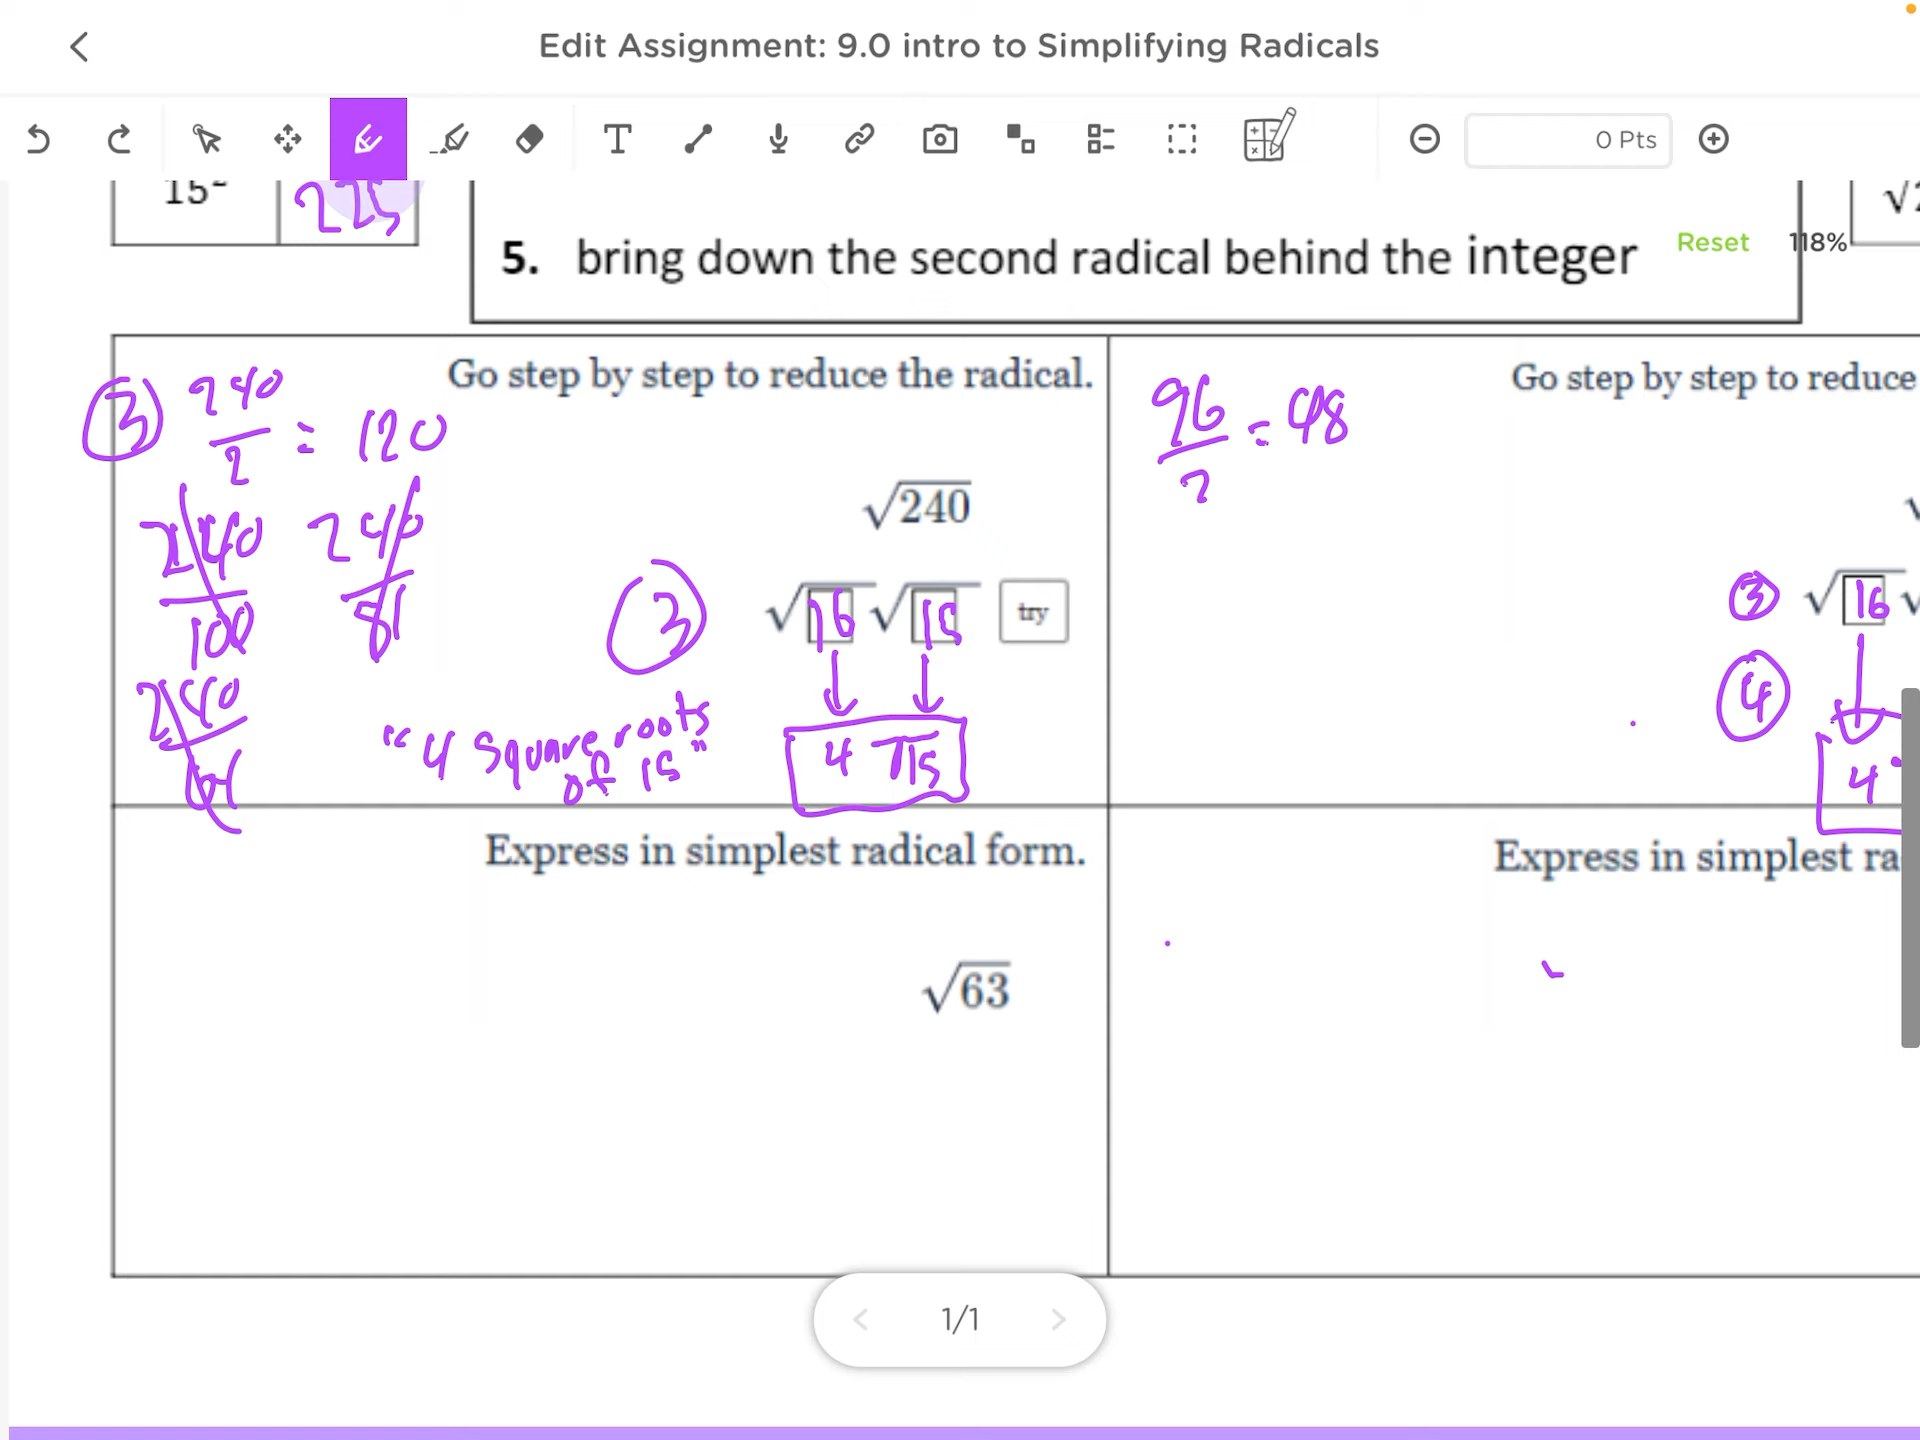 Edit Assignment: 9.0 intro to Simplifying Radicals
T
0 Pts
15²
225
5. bring down the second radical behind the integer
Reset
118%
Go step by step to reduce the radical.
③ 240/2 = 120
√240
240/100 240/81
③ √16 √15 try
240/64
"4 square roots of 15"
4 √15
Go step by step to reduce
96/2 = 48
③ √16 √
④
4
Express in simplest radical form.
√63
Express in simplest ra
1/1